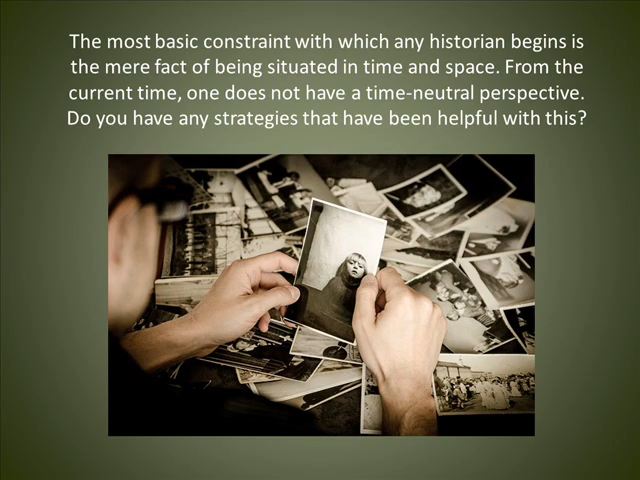 The most basic constraint with which any historian begins is
the mere fact of being situated in time and space. From the
current time, one does not have a time-neutral perspective.
Do you have any strategies that have been helpful with this?